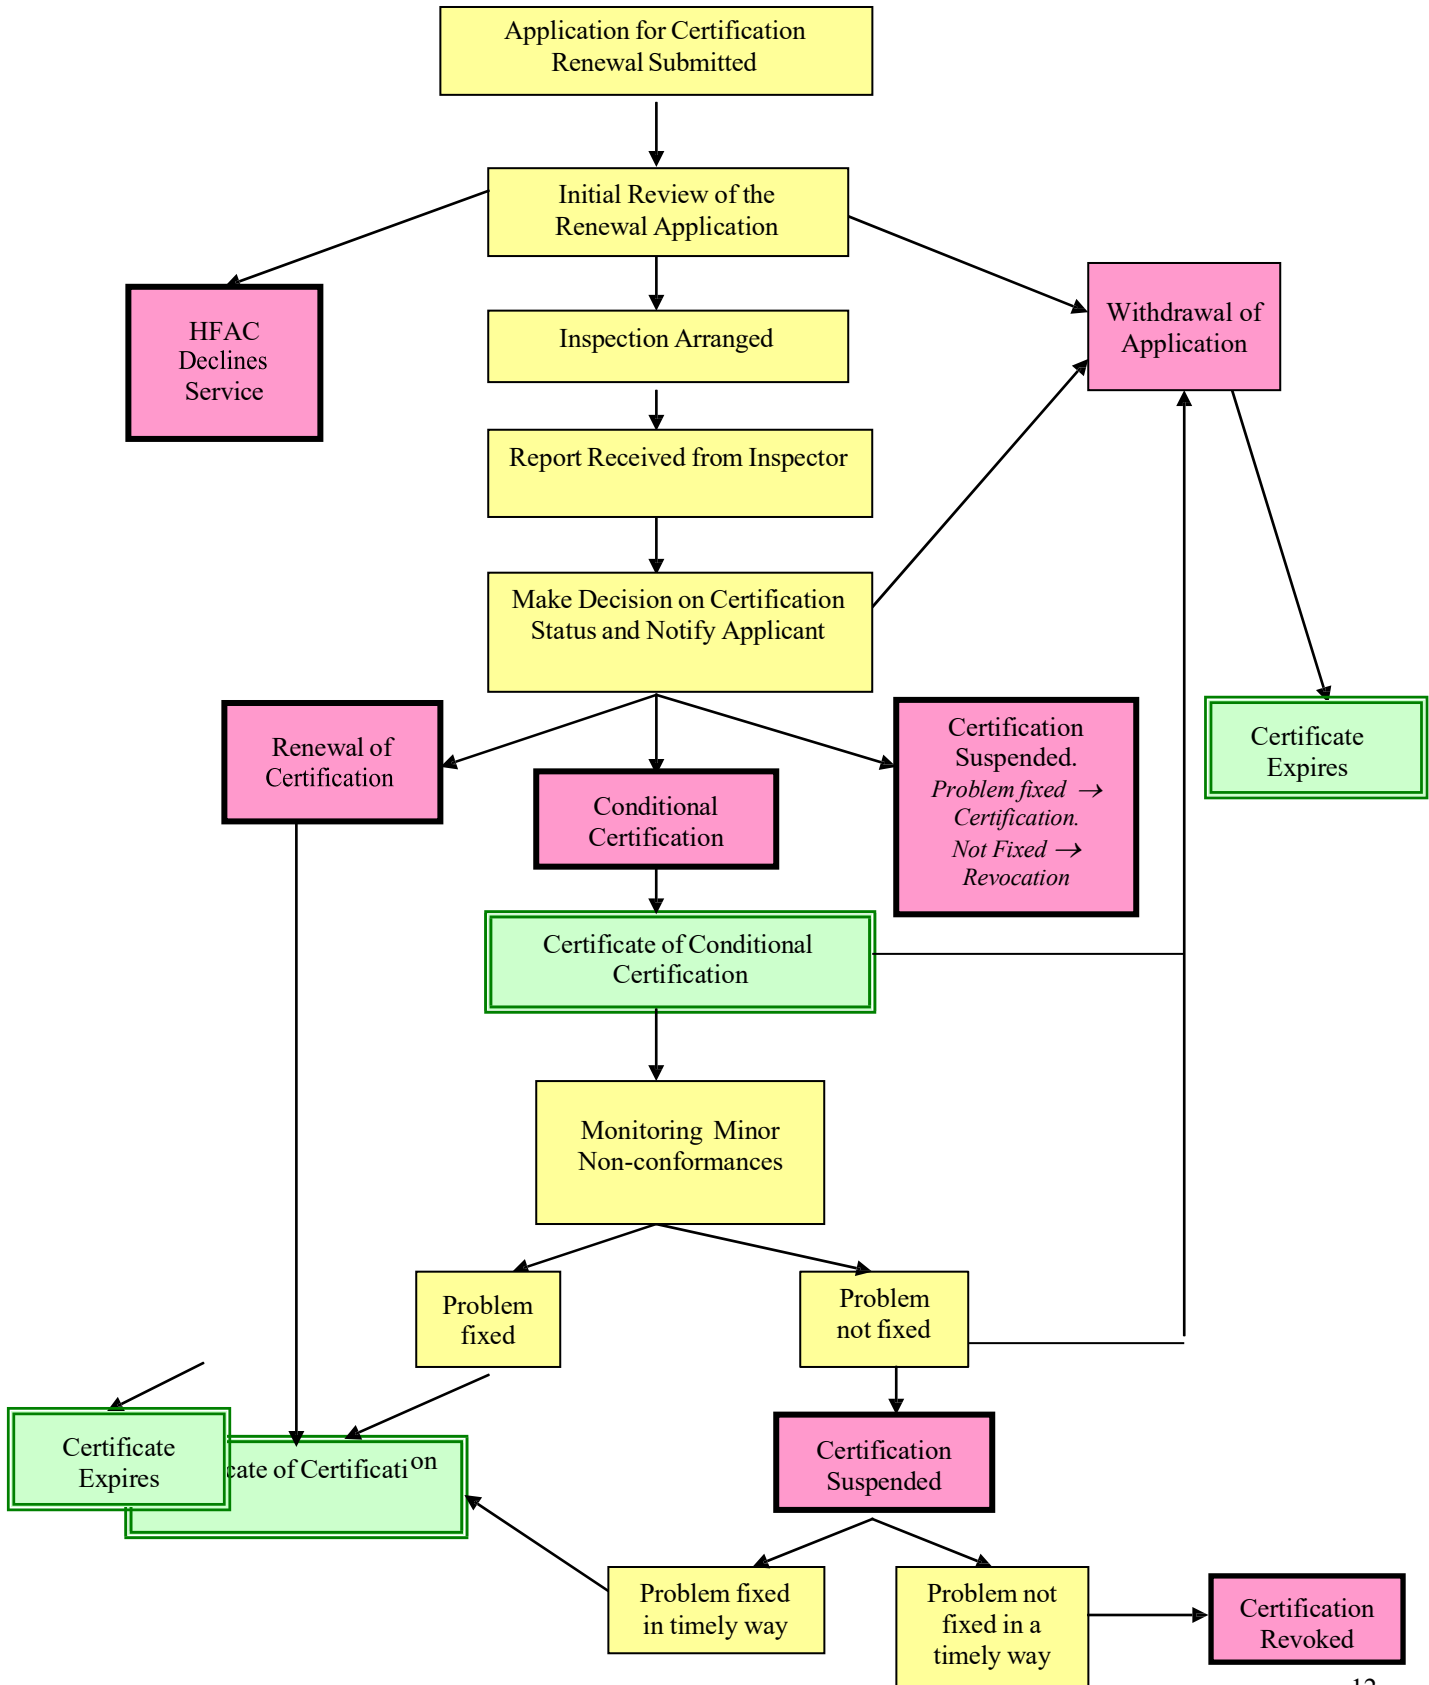 Application for Certification
Renewal Submitted
Initial Review of the
Renewal Application
HFAC
Declines
Service
Withdrawal of
Application
Inspection Arranged
Report Received from Inspector
Make Decision on Certification
Status and Notify Applicant
Renewal of
Certification
Conditional
Certification
Certification
Suspended.
Problem fixed →
Certification.
Not Fixed →
Revocation
Certificate
Expires
Certificate of Conditional
Certification
Monitoring Minor
Non-conformances
Problem
fixed
Problem
not fixed
Certificate
Expires
cate of Certification
Certification
Suspended
Problem fixed
in timely way
Problem not
fixed in a
timely way
Certification
Revoked